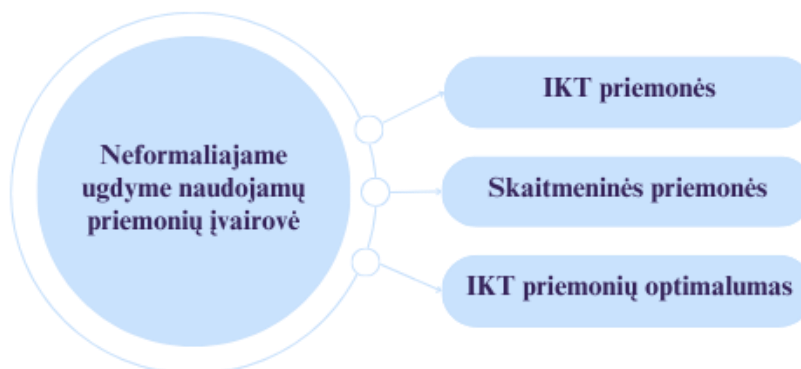 Neformaliajame
ugdyme naudojamų
priemonių įvairovė
IKT priemonės
Skaitmeninės priemonės
IKT priemonių optimalumas